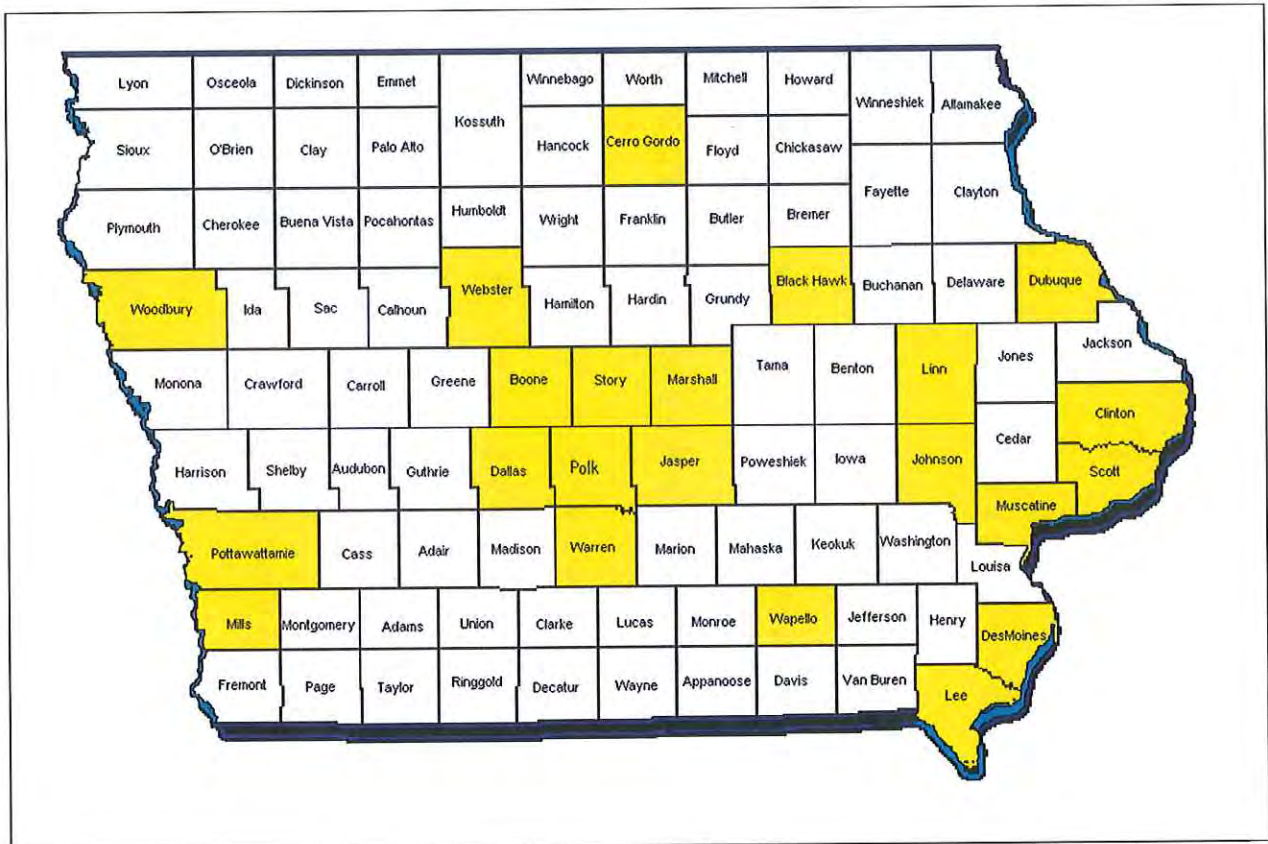 Lyon
Osceola
Dickinson
Emmet
Kossuth
Winnebago
Worth
Mitchell
Howard
Winneshiek
Allamakee
Sioux
O'Brien
Clay
Palo Alto
Hancock
Cerro Gordo
Floyd
Chickasaw
Fayette
Clayton
Plymouth
Cherokee
Buena Vista
Pocahontas
Humboldt
Wright
Franklin
Butler
Bremer
Woodbury
Ida
Sac
Calhoun
Webster
Hamilton
Hardin
Grundy
Black Hawk
Buchanan
Delaware
Dubuque
Monona
Crawford
Carroll
Greene
Boone
Story
Marshall
Tama
Benton
Linn
Jones
Jackson
Clinton
Harrison
Shelby
Audubon
Guthrie
Dallas
Polk
Jasper
Poweshiek
Iowa
Johnson
Cedar
Scott
Muscatine
Pottawattamie
Cass
Adair
Madison
Warren
Marion
Mahaska
Keokuk
Washington
Louisa
Mills
Montgomery
Adams
Union
Clarke
Lucas
Monroe
Wapello
Jefferson
Henry
DesMoines
Fremont
Page
Taylor
Ringgold
Decatur
Wayne
Appanoose
Davis
Van Buren
Lee